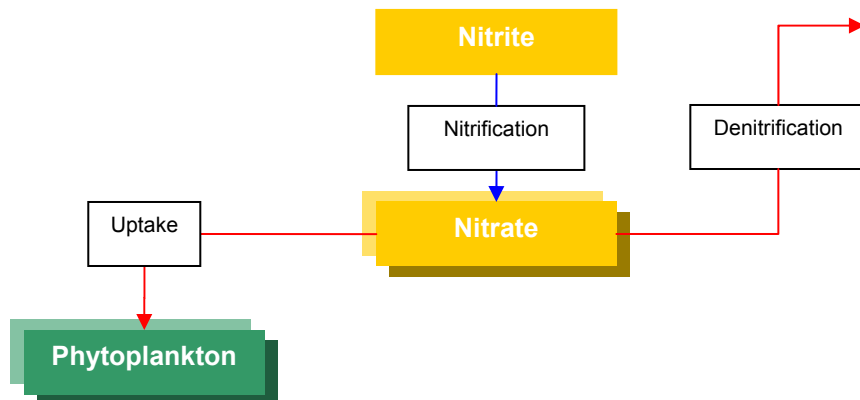 Nitrite
Nitrification
Denitrification
Uptake
Nitrate
Phytoplankton